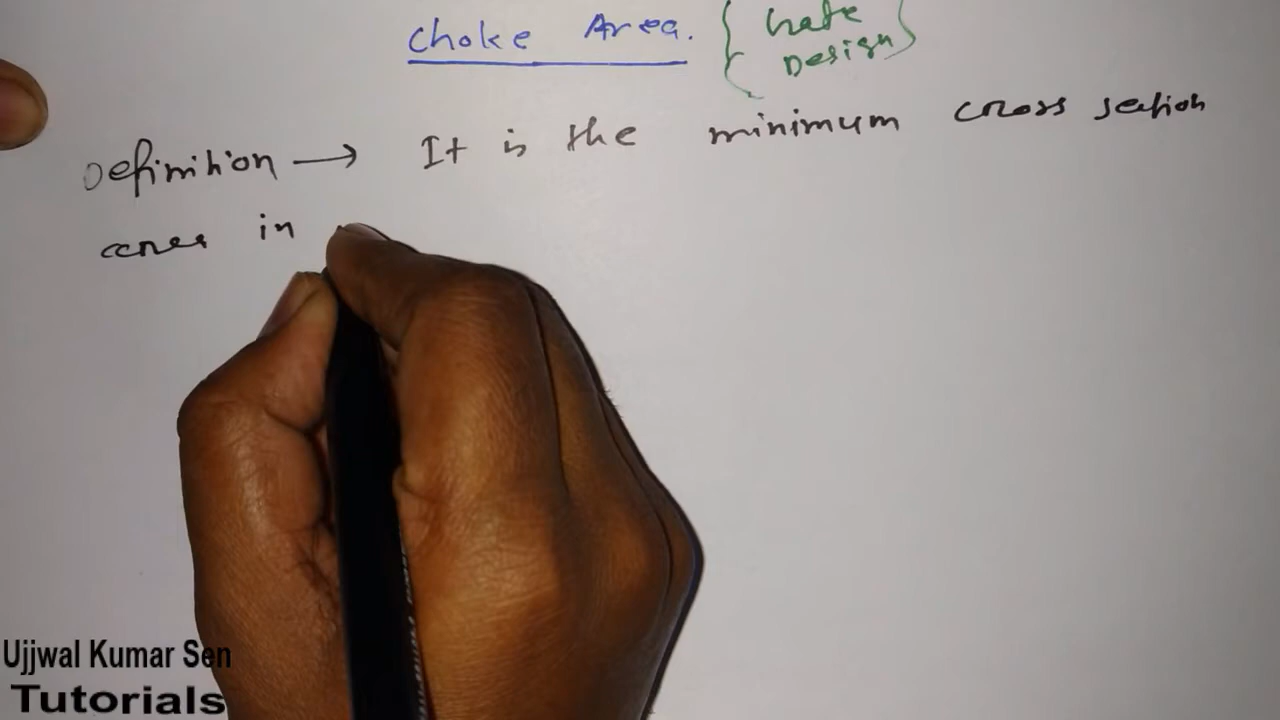 Choke Area. { Gate
Design }
Definition → It is the minimum cross section
area in
Ujjwal Kumar Sen
Tutorials